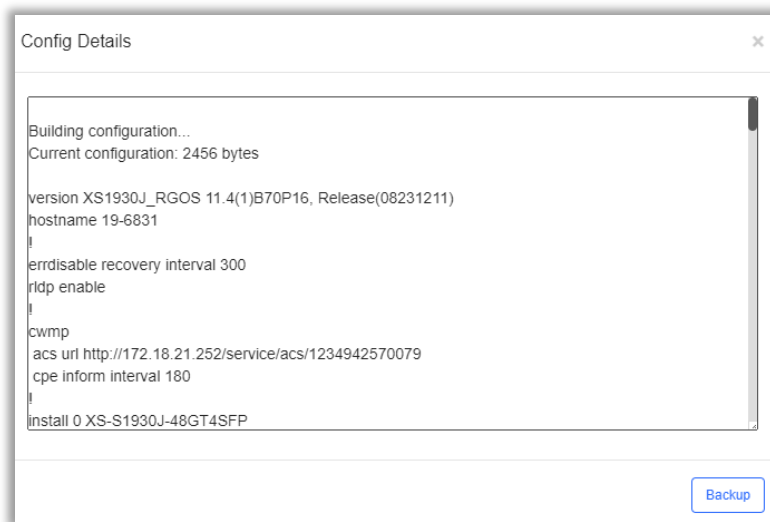 Config Details
×
Building configuration...
Current configuration: 2456 bytes
version XS1930J_RGOS 11.4(1)B70P16, Release(08231211)
hostname 19-6831
!
errdisable recovery interval 300
rldp enable
!
cwmp
acs url http://172.18.21.252/service/acs/1234942570079
cpe inform interval 180
!
install 0 XS-S1930J-48GT4SFP
Backup